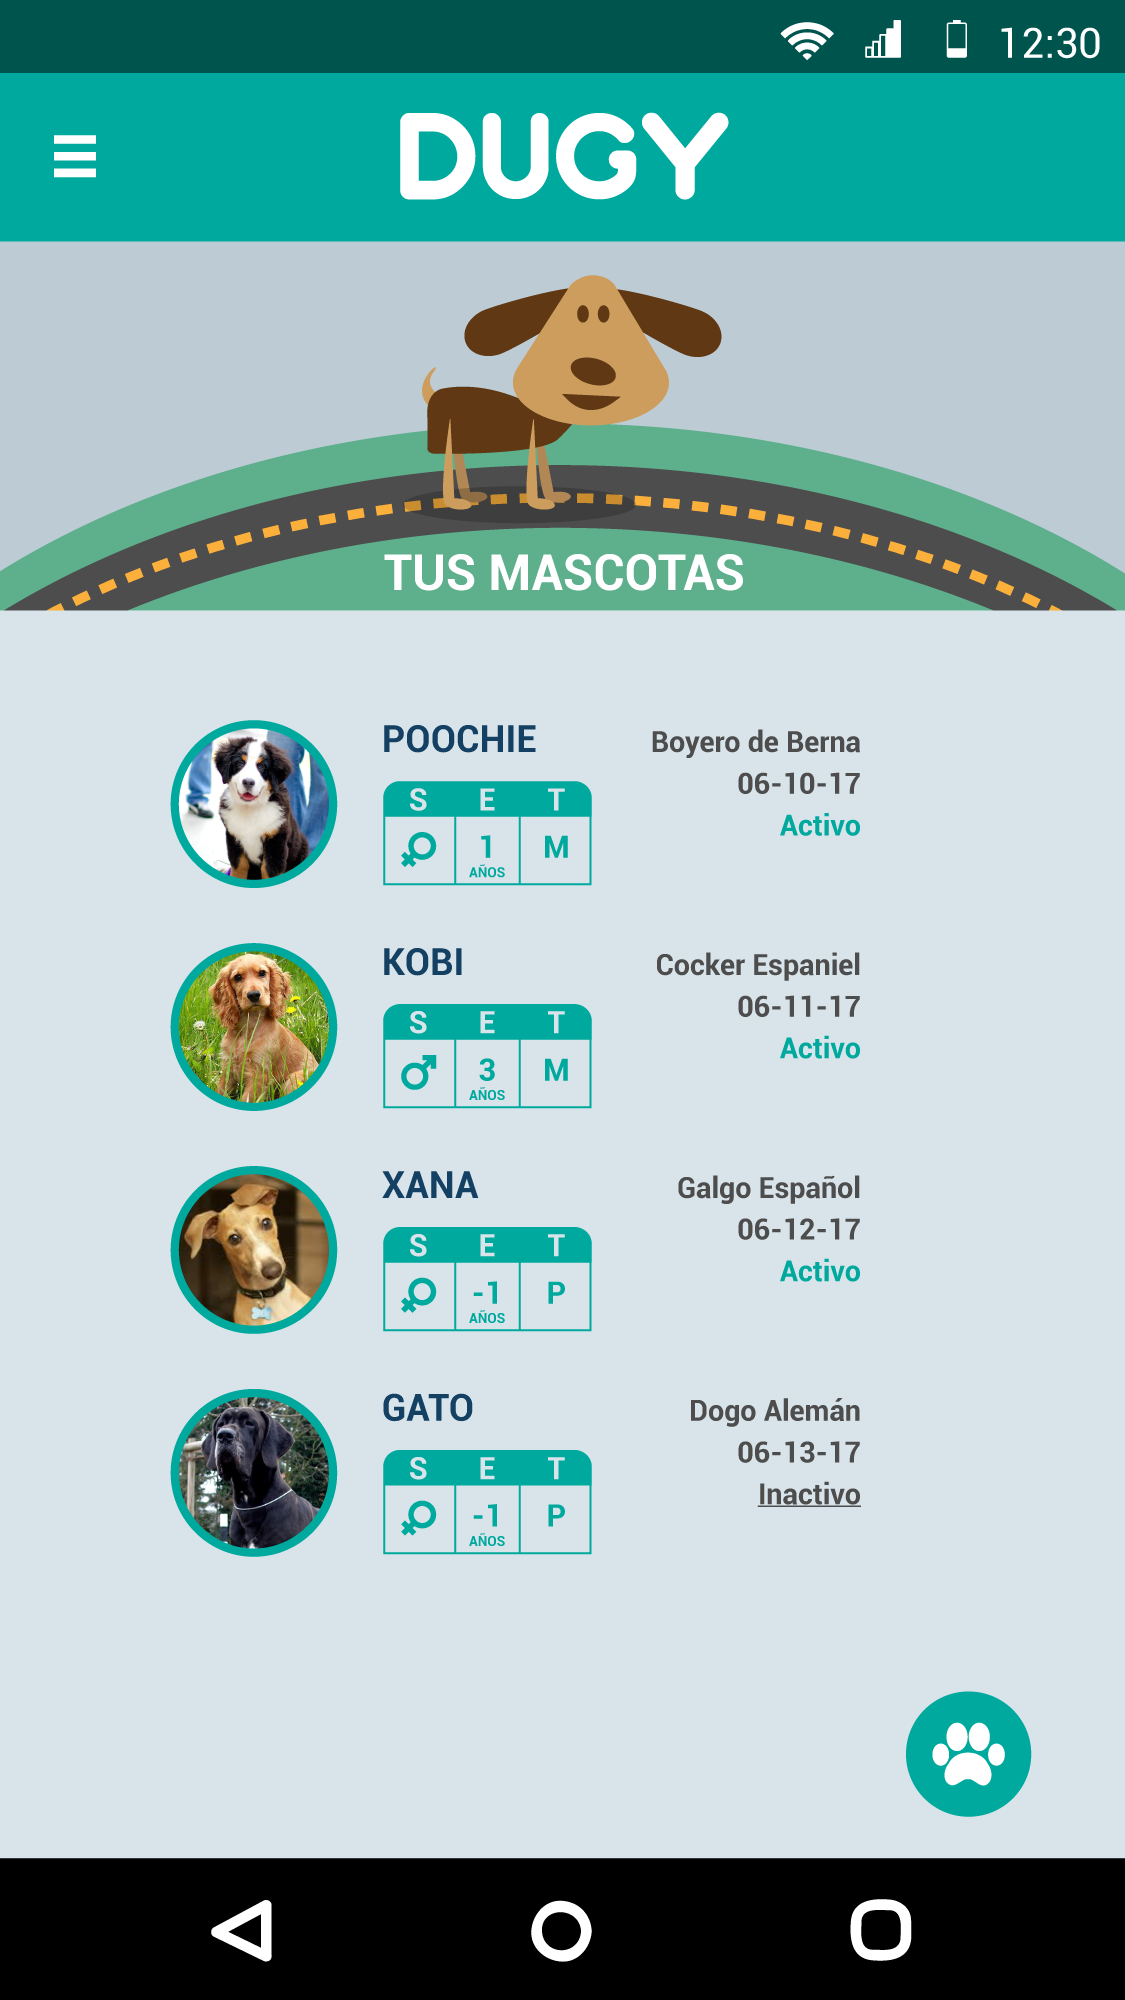 12:30
DUGY
TUS MASCOTAS
POOCHIE
Boyero de Berna
06-10-17
Activo
S E T
1 M
AÑOS
KOBI
Cocker Espaniel
06-11-17
Activo
S E T
3 M
AÑOS
XANA
Galgo Español
06-12-17
Activo
S E T
-1 P
AÑOS
GATO
Dogo Alemán
06-13-17
Inactivo
S E T
-1 P
AÑOS